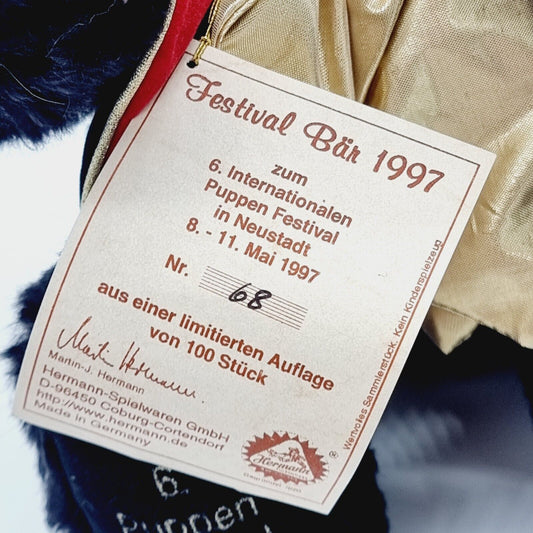 Festival Bär 1997
zum
6. Internationalen
Puppen Festival
in Neustadt
8. - 11. Mai 1997
Nr. 68
aus einer limitierten Auflage
von 100 Stück
Martin Hermann
Martin-J. Hermann
Hermann-Spielwaren GmbH
D-96450 Coburg-Cortendorf
http://www.hermann.de
Made in Germany
Hermann
®
Wertvolles Sammlerstück. Kein Kinderspielzeug
6.
Puppen